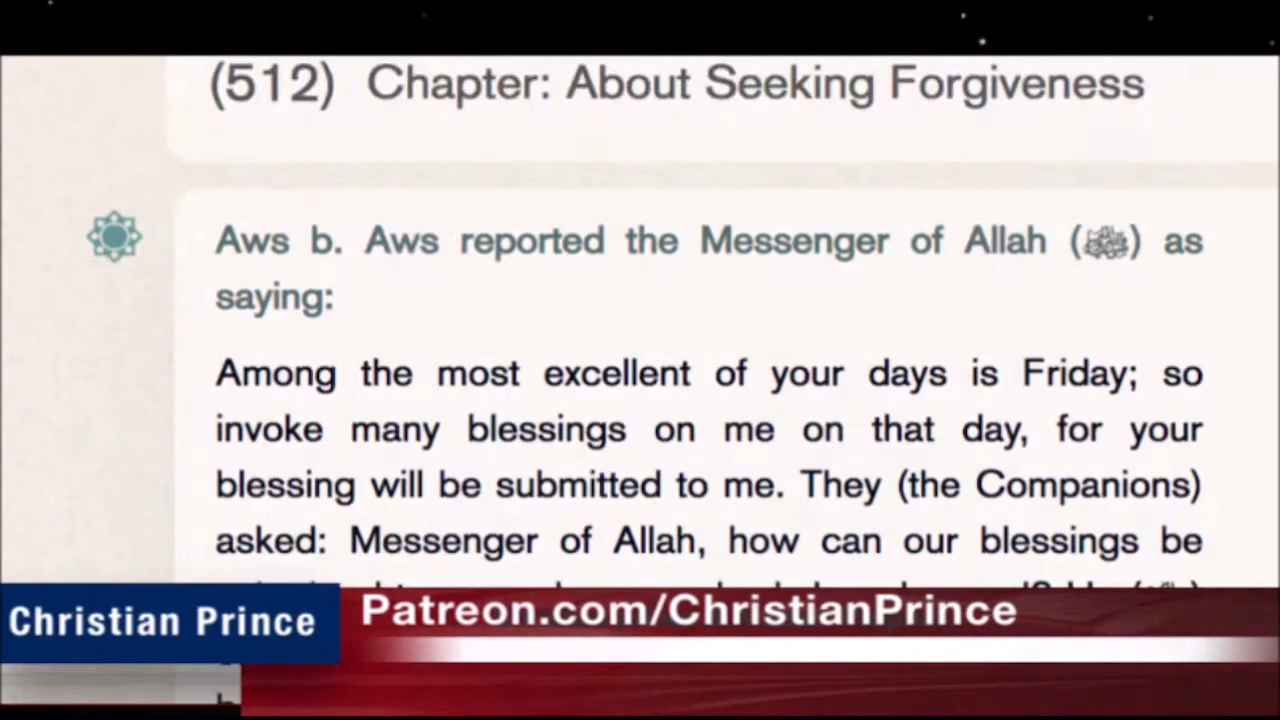 (512) Chapter: About Seeking Forgiveness
Aws b. Aws reported the Messenger of Allah (ﷺ) as
saying:
Among the most excellent of your days is Friday; so
invoke many blessings on me on that day, for your
blessing will be submitted to me. They (the Companions)
asked: Messenger of Allah, how can our blessings be
Christian Prince
Patreon.com/ChristianPrince